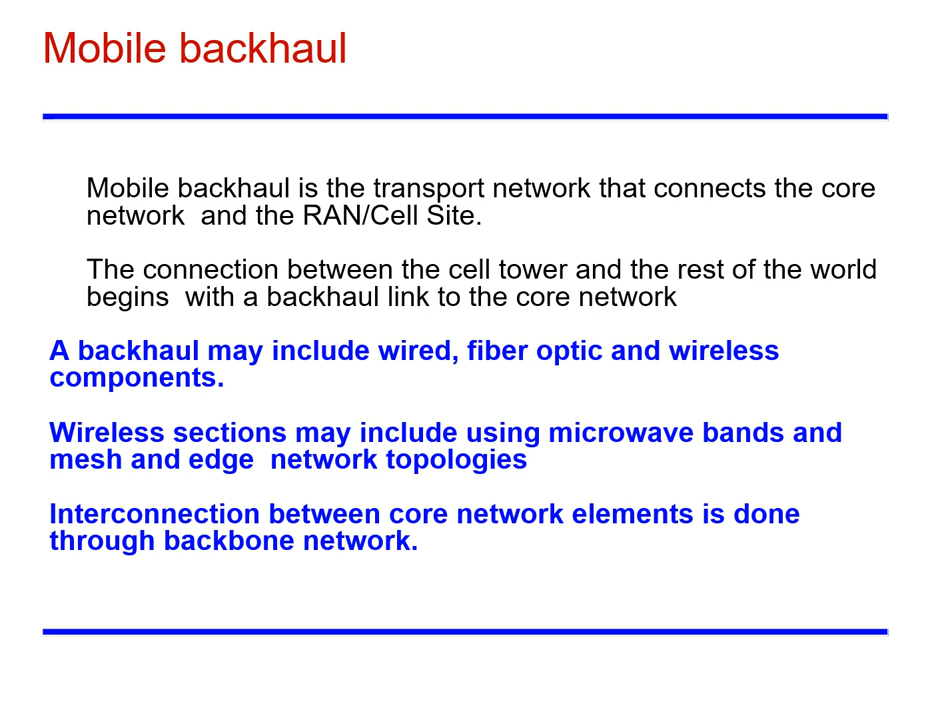 Mobile backhaul
Mobile backhaul is the transport network that connects the core
network  and the RAN/Cell Site.
The connection between the cell tower and the rest of the world
begins  with a backhaul link to the core network
A backhaul may include wired, fiber optic and wireless
components.
Wireless sections may include using microwave bands and
mesh and edge  network topologies
Interconnection between core network elements is done
through backbone network.